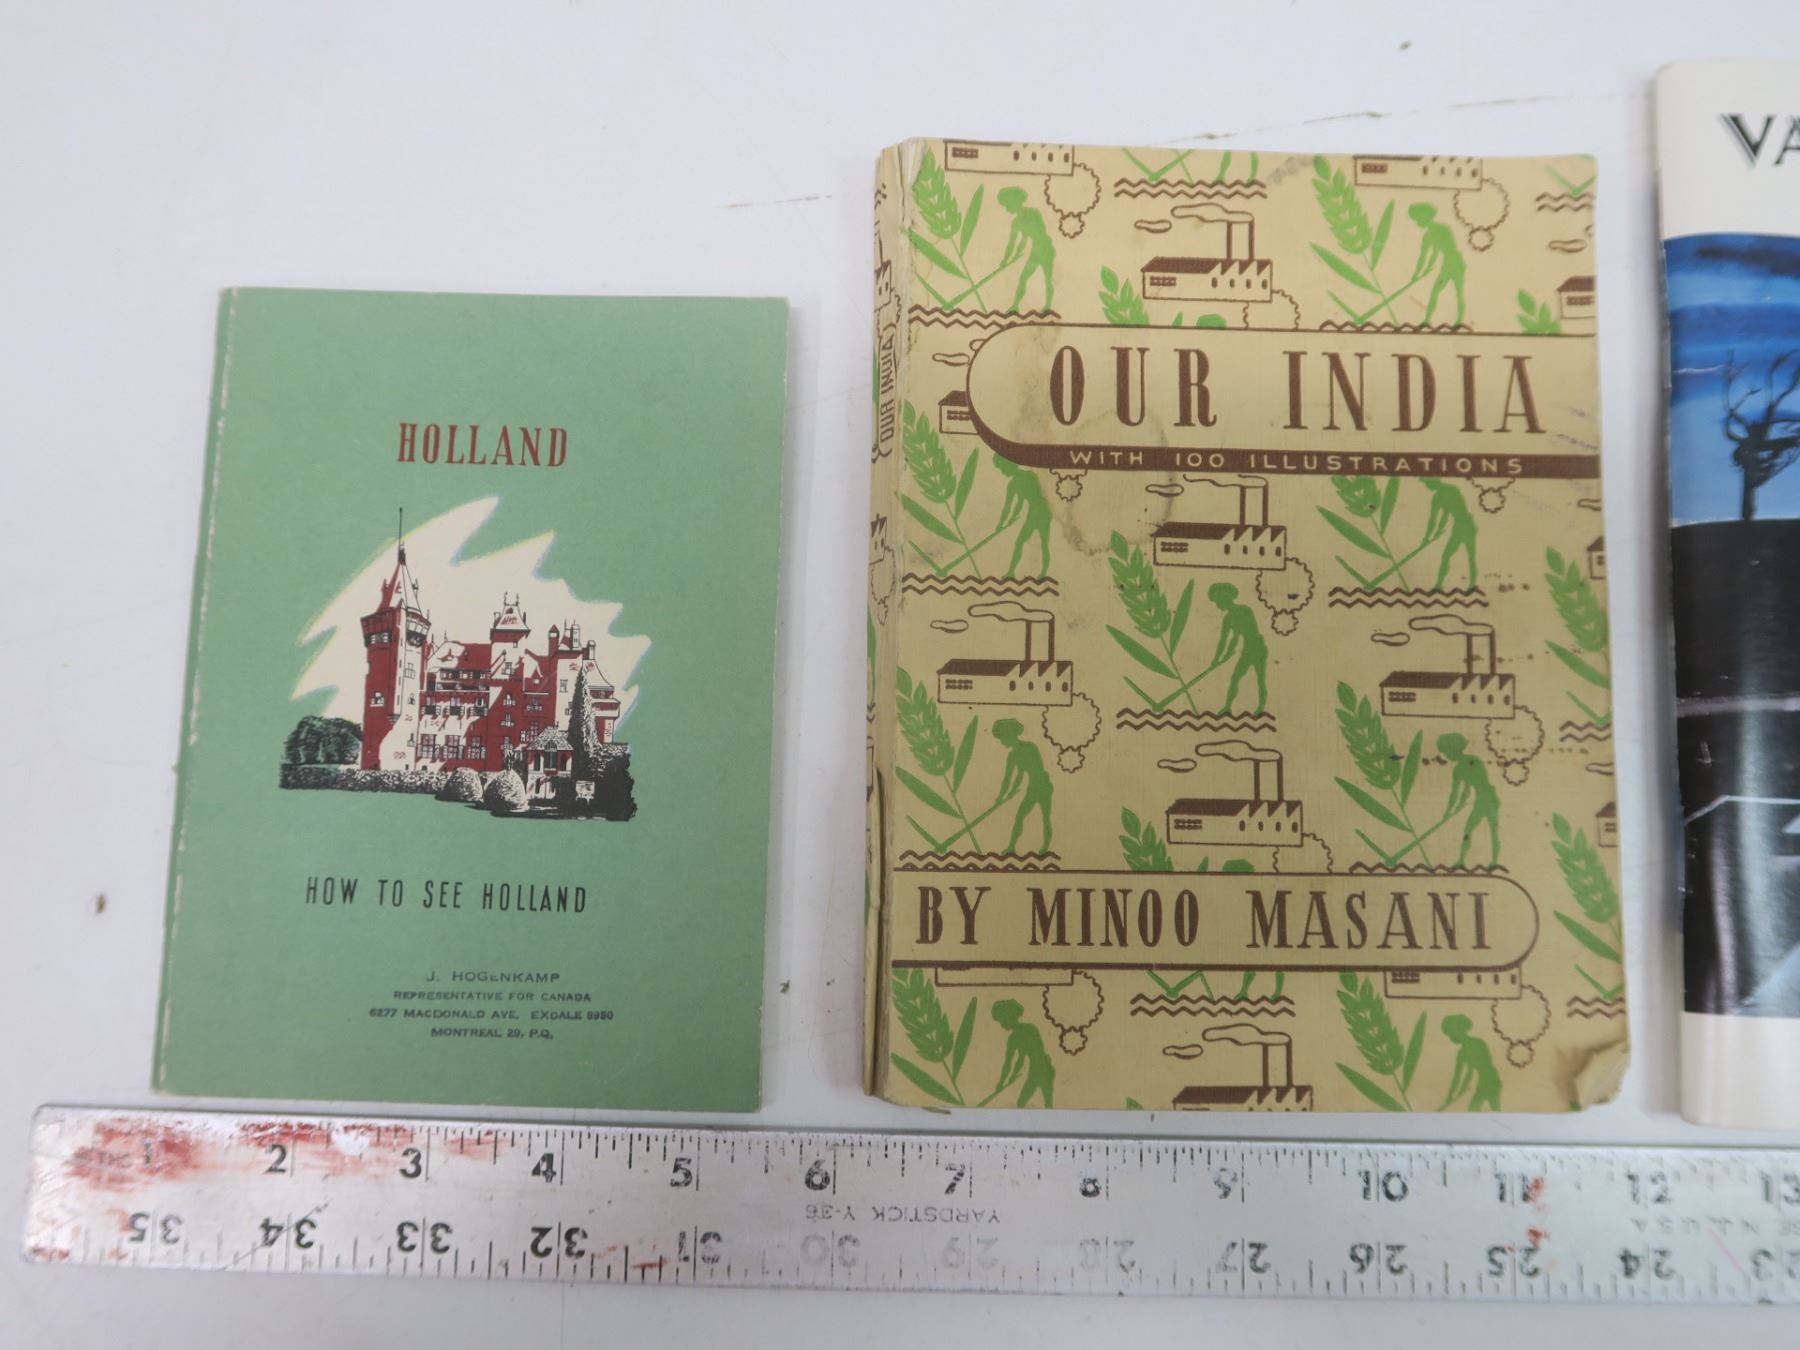 HOLLAND
HOW TO SEE HOLLAND
J. HOGENKAMP
REPRESENTATIVE FOR CANADA
6277 MACDONALD AVE. EXDALE 8980
MONTREAL 29, P.Q.
OUR INDIA
OUR INDIA
WITH 100 ILLUSTRATIONS
BY MINOO MASANI
VA
1 2 3 4 5 6 7 8 9 10 11 12 13
YARDSTICK Y-36
N.J. U.S.A
35 34 33 32 31 30 29 28 27 26 25 24 23